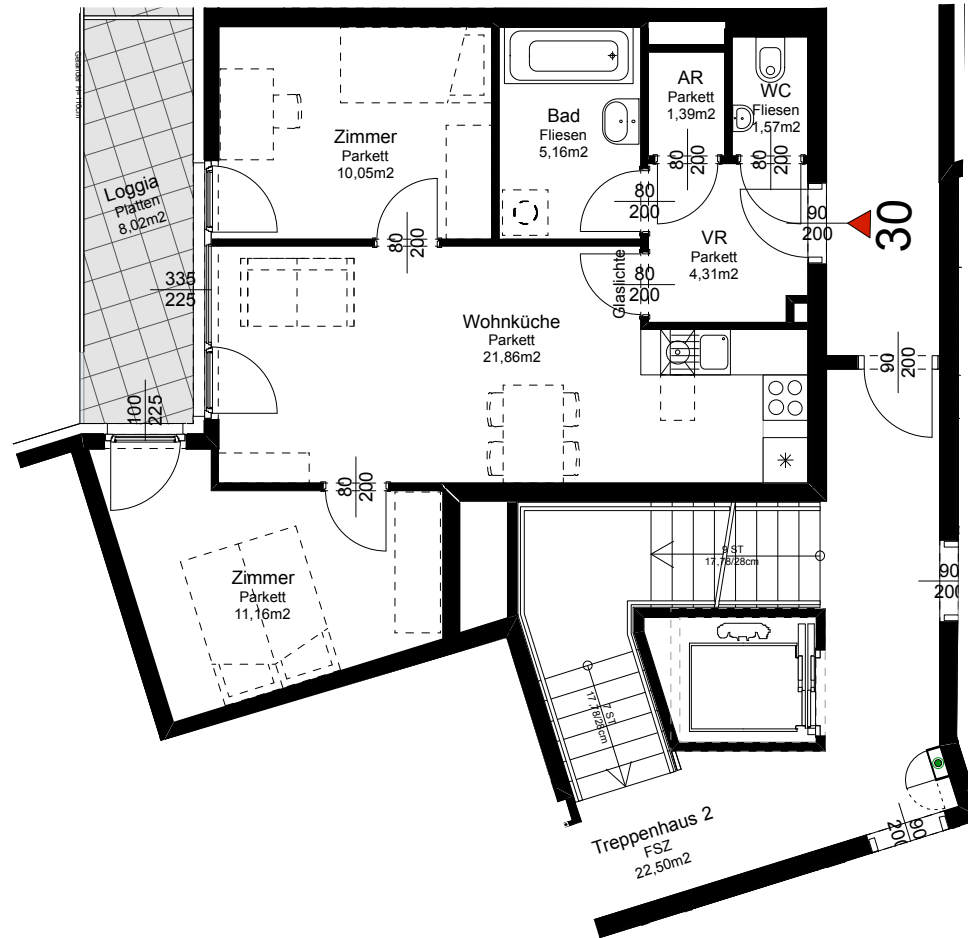 Geländer H=110cm
Loggia
Platten
8,02m2
Zimmer
Parkett
10,05m2
Bad
Fliesen
5,16m2
AR
Parkett
1,39m2
WC
Fliesen
1,57m2
80
200
80
200
80
200
90
200
30
VR
Parkett
4,31m2
80
200
80
200
Glaslichte
335
225
Wohnküche
Parkett
21,86m2
90
200
100
225
80
200
Zimmer
Parkett
11,16m2
9 ST
17,78/28cm
90
200
7 ST
17,78/28cm
Treppenhaus 2
FSZ
22,50m2
90
200